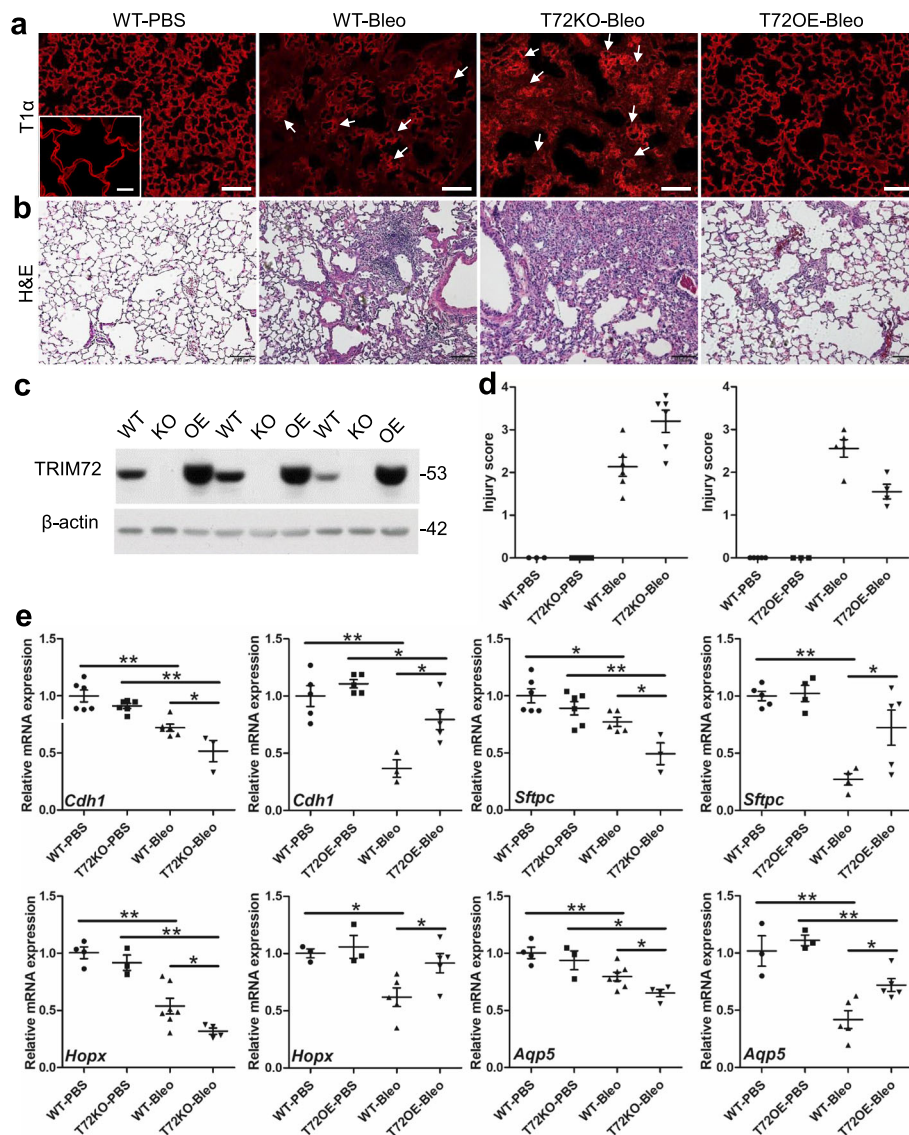 a
WT-PBS
WT-Bleo
T72KO-Bleo
T72OE-Bleo
T1α
b
H&E
c
WT
KO
OE
WT
KO
OE
WT
KO
OE
TRIM72
-53
β-actin
-42
d
Injury score
4
3
2
1
0
WT-PBS
T72KO-PBS
WT-Bleo
T72KO-Bleo
Injury score
4
3
2
1
0
WT-PBS
T72OE-PBS
WT-Bleo
T72OE-Bleo
e
Relative mRNA expression
1.5
1.0
0.5
0.0
**
**
*
Cdh1
WT-PBS
T72KO-PBS
WT-Bleo
T72KO-Bleo
Relative mRNA expression
1.5
1.0
0.5
0.0
**
*
*
Cdh1
WT-PBS
T72OE-PBS
WT-Bleo
T72OE-Bleo
Relative mRNA expression
1.5
1.0
0.5
0.0
*
**
*
Sftpc
WT-PBS
T72KO-PBS
WT-Bleo
T72KO-Bleo
Relative mRNA expression
1.5
1.0
0.5
0.0
**
*
Sftpc
WT-PBS
T72OE-PBS
WT-Bleo
T72OE-Bleo
Relative mRNA expression
1.5
1.0
0.5
0.0
**
**
*
Hopx
WT-PBS
T72KO-PBS
WT-Bleo
T72KO-Bleo
Relative mRNA expression
1.5
1.0
0.5
0.0
*
*
Hopx
WT-PBS
T72OE-PBS
WT-Bleo
T72OE-Bleo
Relative mRNA expression
1.5
1.0
0.5
0.0
**
*
*
Aqp5
WT-PBS
T72KO-PBS
WT-Bleo
T72KO-Bleo
Relative mRNA expression
1.5
1.0
0.5
0.0
**
**
*
Aqp5
WT-PBS
T72OE-PBS
WT-Bleo
T72OE-Bleo